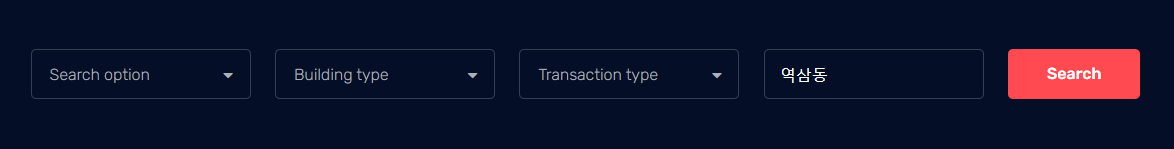 Search option Building type Transaction type 역삼동 Search